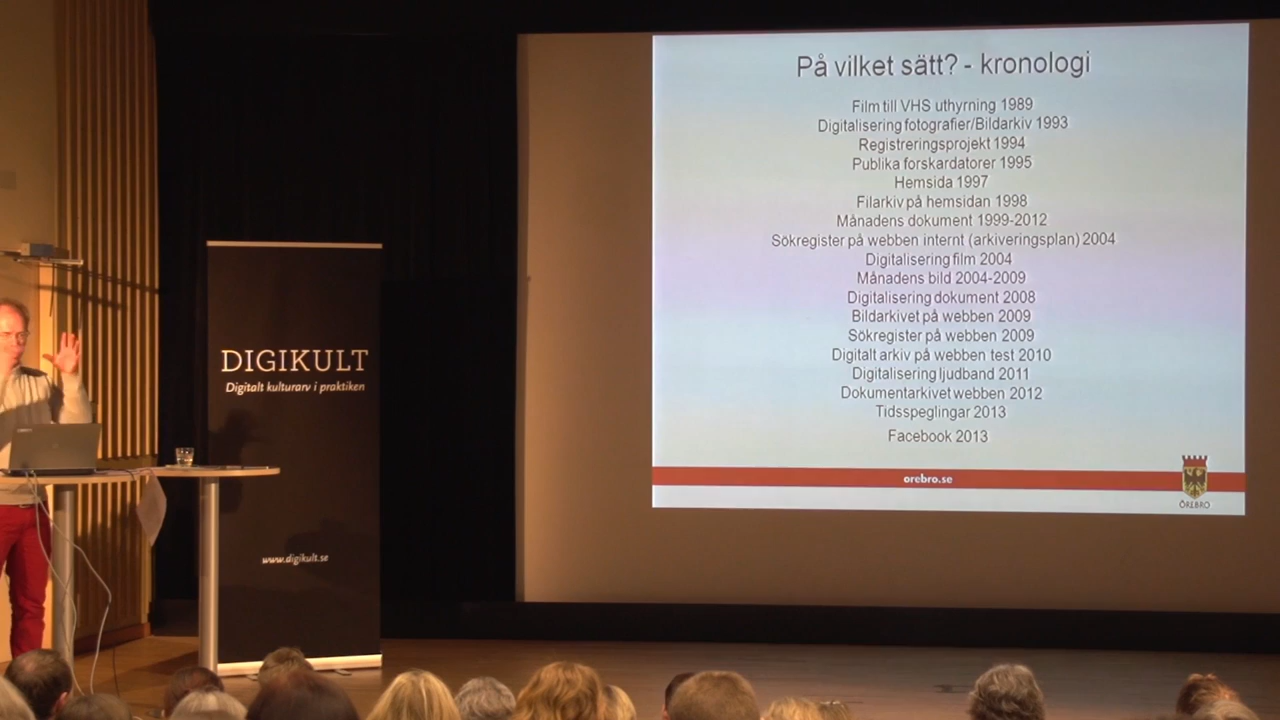 DIGIKULT
Digitalt kulturarv i praktiken
www.digikult.se
På vilket sätt? - kronologi
Film till VHS uthyrning 1989
Digitalisering fotografier/Bildarkiv 1993
Registreringsprojekt 1994
Publika forskardatorer 1995
Hemsida 1997
Filarkiv på hemsidan 1998
Månadens dokument 1999-2012
Sökregister på webben internt (arkiveringsplan) 2004
Digitalisering film 2004
Månadens bild 2004-2009
Digitalisering dokument 2008
Bildarkivet på webben 2009
Sökregister på webben 2009
Digitalt arkiv på webben test 2010
Digitalisering ljudband 2011
Dokumentarkivet webben 2012
Tidsspeglingar 2013
Facebook 2013
orebro.se
ÖREBRO